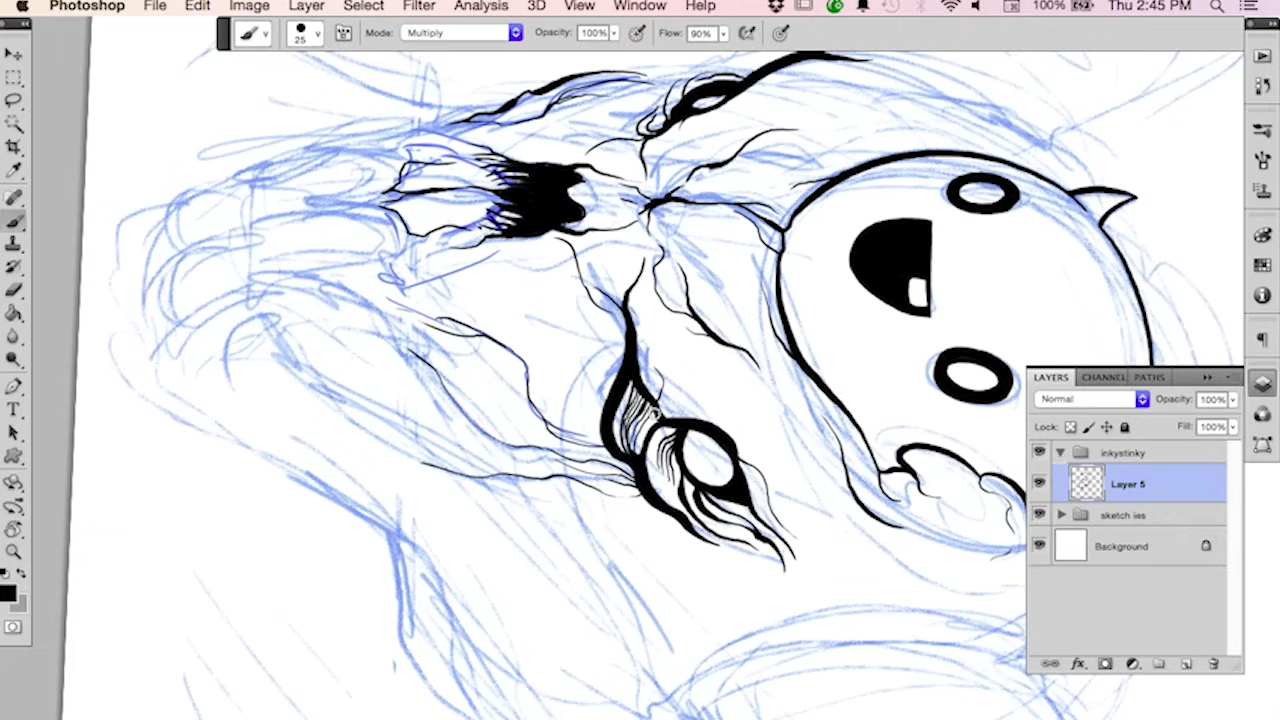 Photoshop File Edit Image Layer Select Filter Analysis 3D View Window Help 100% Thu 2:45 PM
25 Mode: Multiply Opacity: 100% Flow: 90%
LAYERS CHANNEL PATHS
Normal Opacity: 100%
Lock: Fill: 100%
inkystinky
Layer 5
sketch ies
Background